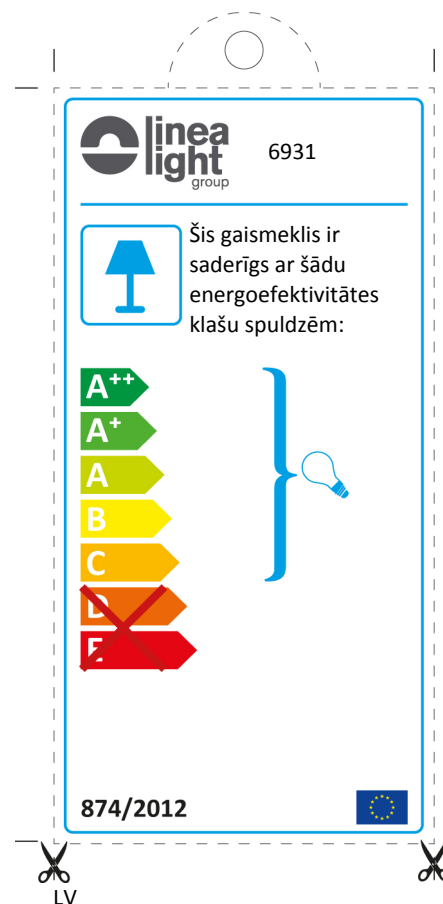 linea
light
group
6931
Šis gaismeklis ir
saderīgs ar šādu
energoefektivitātes
klašu spuldzēm:
A++
A+
A
B
C
D
E
874/2012
LV